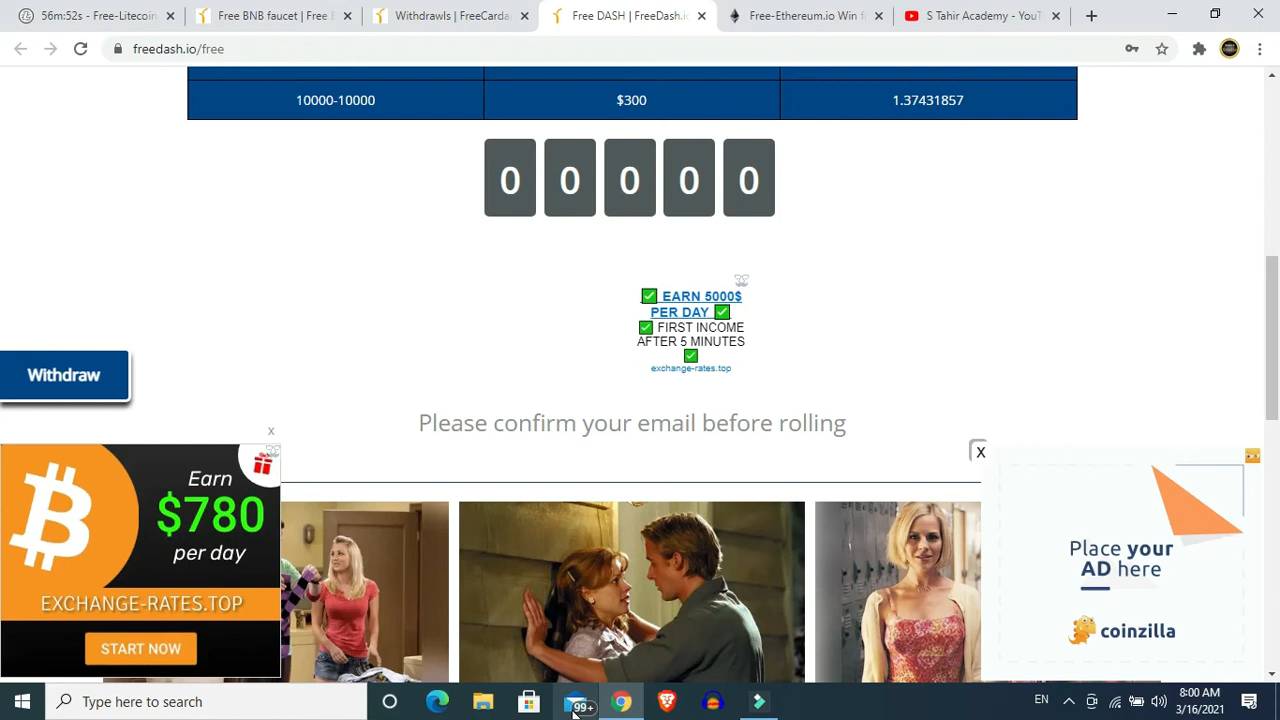 56m:52s - Free-Litecoin
Free BNB faucet | Free B
Withdrawls | FreeCardan
Free DASH | FreeDash.io
Free-Ethereum.io Win f
S Tahir Academy - YouT
freedash.io/free
10000-10000 $300 1.37431857
0 0 0 0 0
EARN 5000$
PER DAY
FIRST INCOME
AFTER 5 MINUTES
exchange-rates.top
Withdraw
Please confirm your email before rolling
x
X
Earn
$780
per day
EXCHANGE-RATES.TOP
START NOW
Place your
AD here
coinzilla
Type here to search
99+
EN
8:00 AM
3/16/2021